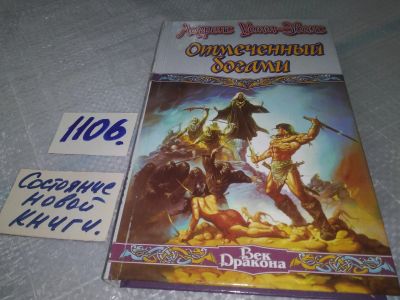 Отмеченный
богами
1106.
Состояние
новой
книги.
Век
Дракона